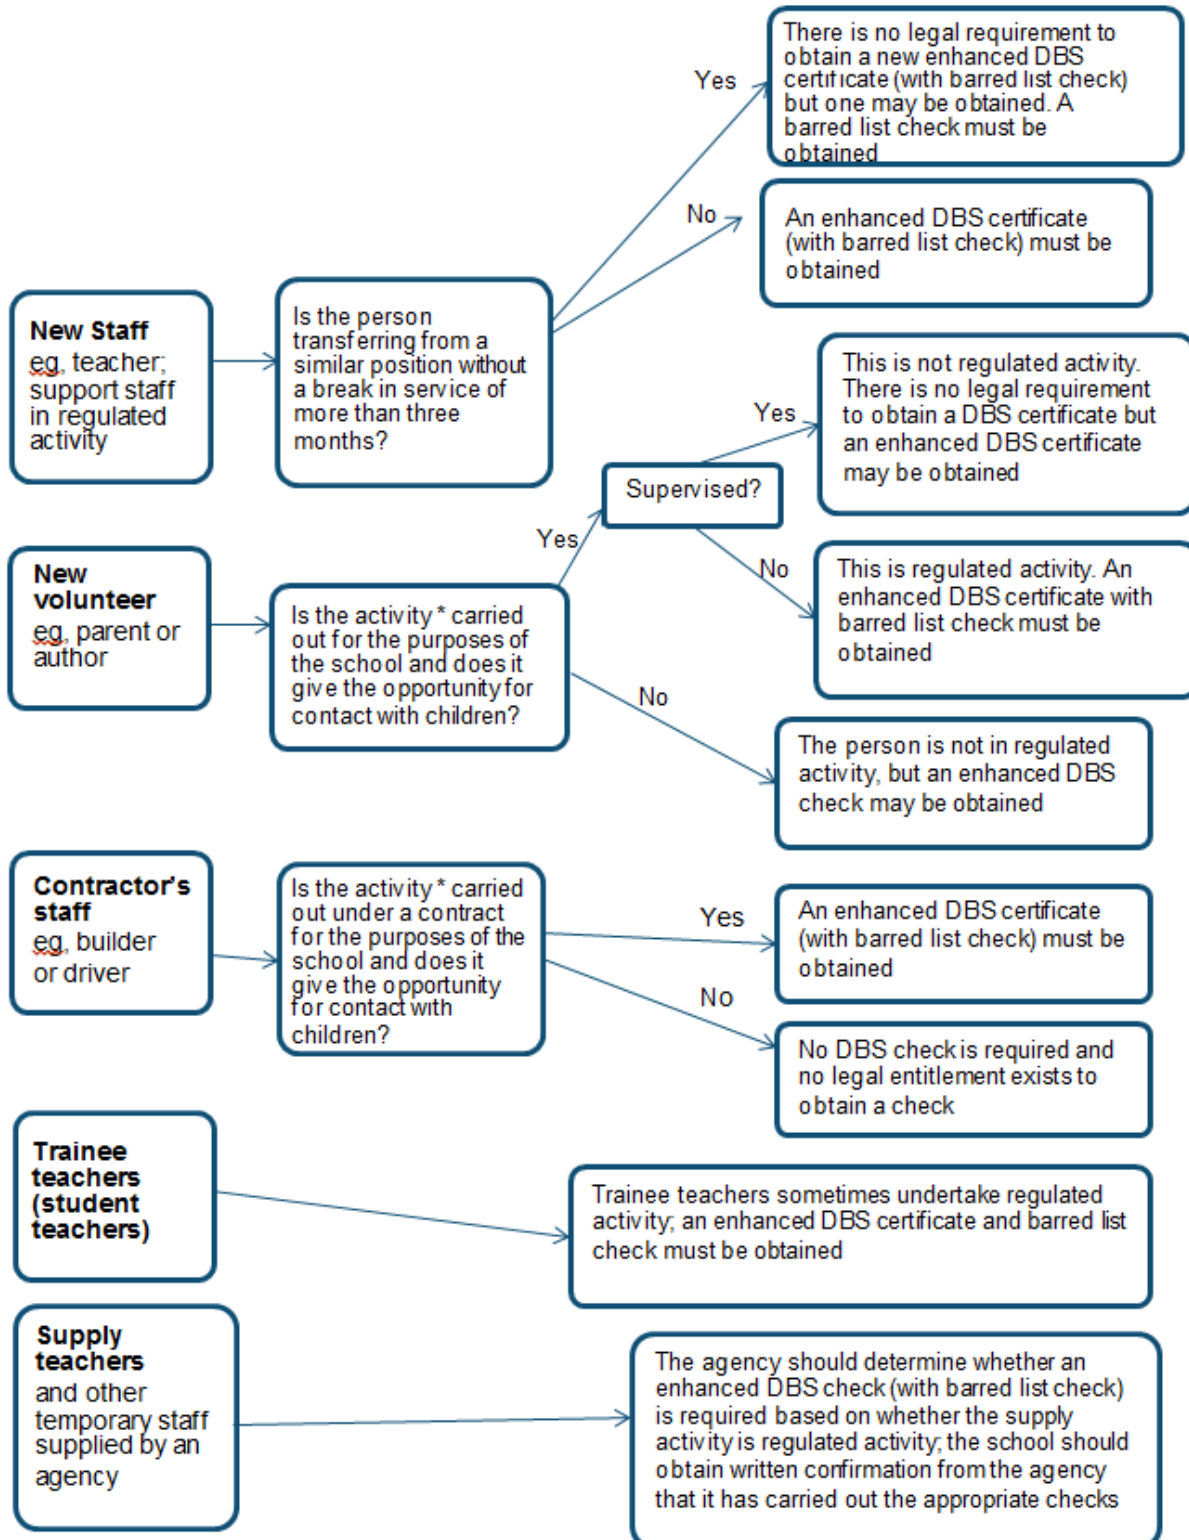 There is no legal requirement to
obtain a new enhanced DBS
certificate (with barred list check)
but one may be obtained. A
barred list check must be
obtained
Yes
No
An enhanced DBS certificate
(with barred list check) must be
obtained
New Staff
eg, teacher;
support staff
in regulated
activity
Is the person
transferring from a
similar position without
a break in service of
more than three
months?
This is not regulated activity.
There is no legal requirement
to obtain a DBS certificate but
an enhanced DBS certificate
may be obtained
Yes
Supervised?
Yes
No
This is regulated activity. An
enhanced DBS certificate with
barred list check must be
obtained
New
volunteer
eg, parent or
author
Is the activity * carried
out for the purposes of
the school and does it
give the opportunity for
contact with children?
No
The person is not in regulated
activity, but an enhanced DBS
check may be obtained
Contractor's
staff
eg, builder
or driver
Is the activity * carried
out under a contract
for the purposes of the
school and does it
give the opportunity
for contact with
children?
Yes
An enhanced DBS certificate
(with barred list check) must be
obtained
No
No DBS check is required and
no legal entitlement exists to
obtain a check
Trainee
teachers
(student
teachers)
Trainee teachers sometimes undertake regulated
activity; an enhanced DBS certificate and barred list
check must be obtained
Supply
teachers
and other
temporary staff
supplied by an
agency
The agency should determine whether an
enhanced DBS check (with barred list check)
is required based on whether the supply
activity is regulated activity; the school should
obtain written confirmation from the agency
that it has carried out the appropriate checks